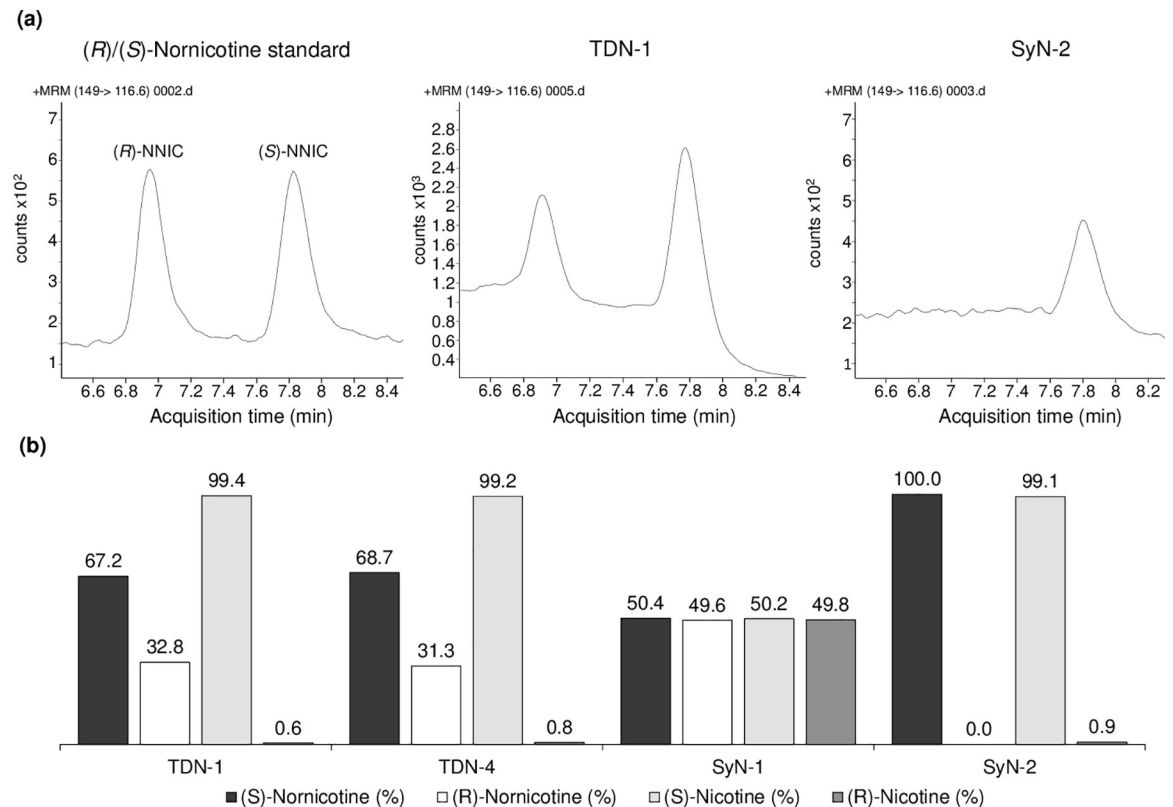 (a)
(R)/(S)-Nornicotine standard
TDN-1
SyN-2
+MRM (149-> 116.6) 0002.d
+MRM (149-> 116.6) 0005.d
+MRM (149-> 116.6) 0003.d
(R)-NNIC
(S)-NNIC
counts x10²
7
6
5
4
3
2
1
6.6 6.8 7 7.2 7.4 7.6 7.8 8 8.2 8.4
Acquisition time (min)
counts x10³
2.8
2.6
2.4
2.2
2
1.8
1.6
1.4
1.2
1
0.8
0.6
0.4
6.6 6.8 7 7.2 7.4 7.6 7.8 8 8.2 8.4
Acquisition time (min)
counts x10²
7
6
5
4
3
2
1
6.6 6.8 7 7.2 7.4 7.6 7.8 8 8.2
Acquisition time (min)
(b)
67.2
32.8
99.4
0.6
68.7
31.3
99.2
0.8
50.4
49.6
50.2
49.8
100.0
0.0
99.1
0.9
TDN-1
TDN-4
SyN-1
SyN-2
(S)-Nornicotine (%)
(R)-Nornicotine (%)
(S)-Nicotine (%)
(R)-Nicotine (%)